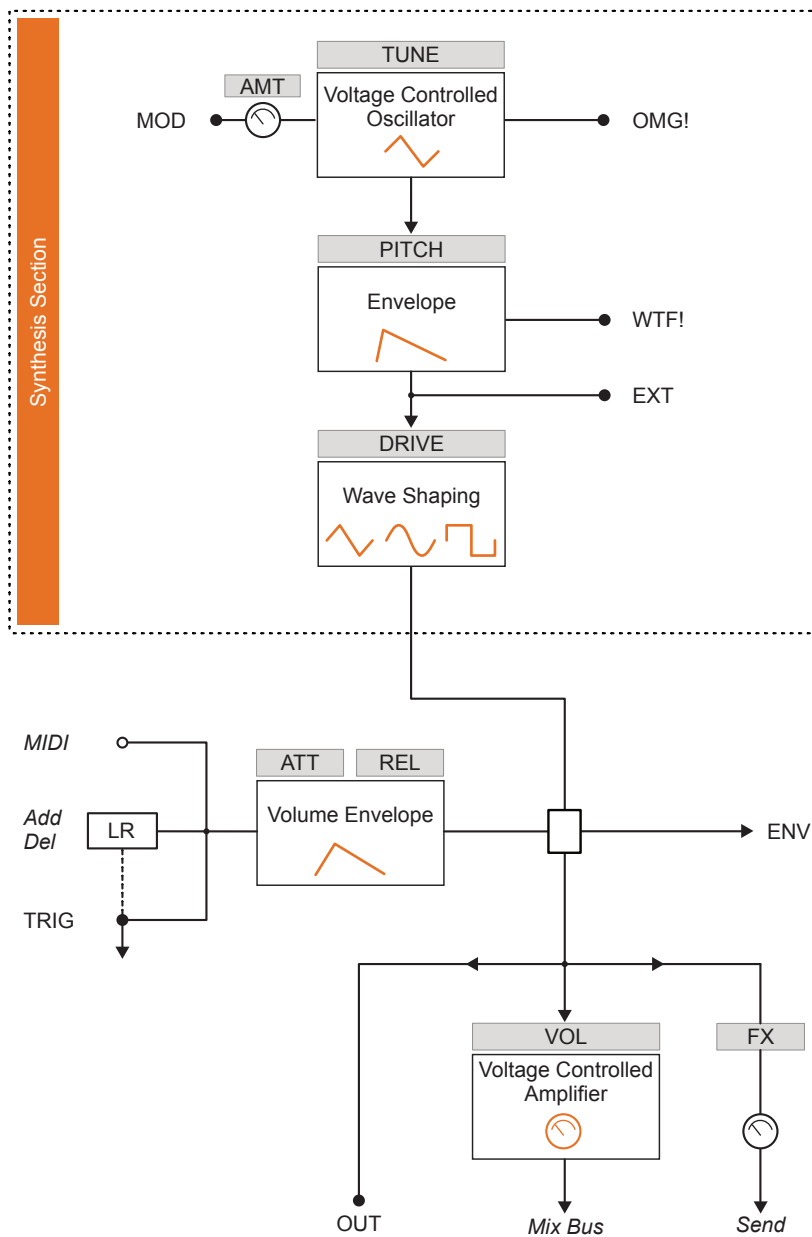 TUNE
AMT
Voltage Controlled
Oscillator
MOD
OMG!
PITCH
Envelope
WTF!
EXT
DRIVE
Wave Shaping
Synthesis Section
MIDI
ATT
REL
Add
Del
LR
Volume Envelope
ENV
TRIG
VOL
FX
Voltage Controlled
Amplifier
OUT
Mix Bus
Send